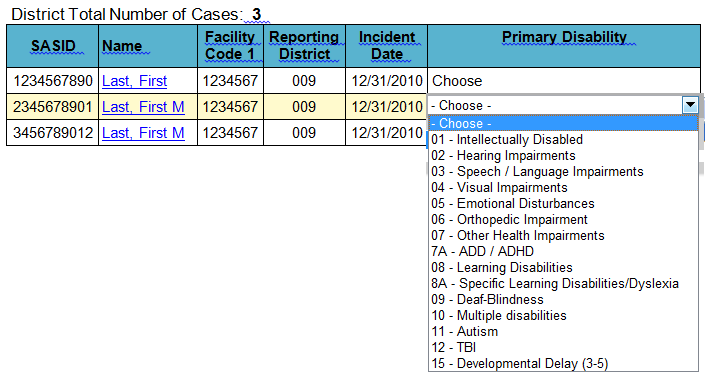 District Total Number of Cases: 3
SASID Name Facility Code 1 Reporting District Incident Date Primary Disability
1234567890 Last, First 1234567 009 12/31/2010 Choose
2345678901 Last, First M 1234567 009 12/31/2010 - Choose -
3456789012 Last, First M 1234567 009 12/31/2010
- Choose -
01 - Intellectually Disabled
02 - Hearing Impairments
03 - Speech / Language Impairments
04 - Visual Impairments
05 - Emotional Disturbances
06 - Orthopedic Impairment
07 - Other Health Impairments
7A - ADD / ADHD
08 - Learning Disabilities
8A - Specific Learning Disabilities/Dyslexia
09 - Deaf-Blindness
10 - Multiple disabilities
11 - Autism
12 - TBI
15 - Developmental Delay (3-5)